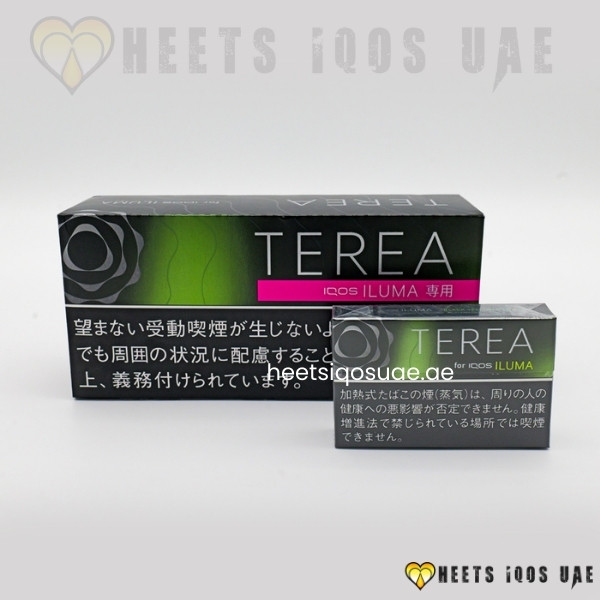 HEETS iQOS UAE
TEREA
for IQOS ILUMA
TEREA
IQOS ILUMA 専用
望まない受動喫煙が生じないよ
でも周囲の状況に配慮すること
上、義務付けられています。
TEREA
for IQOS ILUMA
加熱式たばこの煙(蒸気)は、周りの人の
健康への悪影響が否定できません。健康
増進法で禁じられている場所では喫煙
できません。
heetsiqosuae.ae
HEETS iQOS UAE